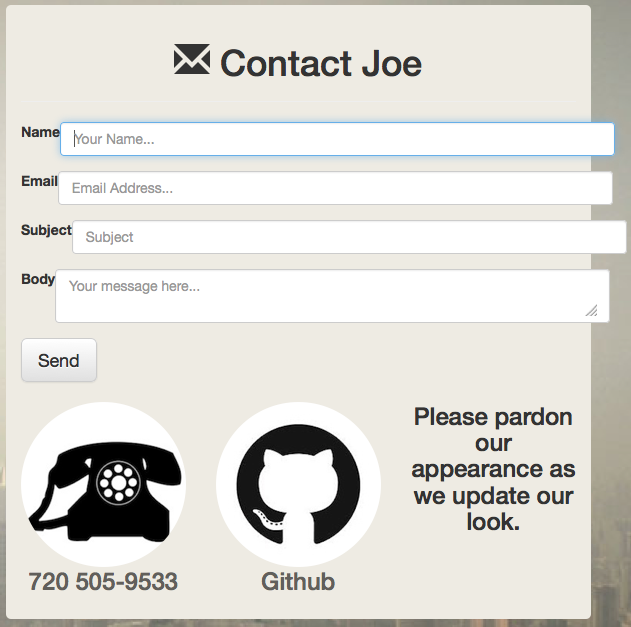 Contact Joe
Name
Your Name...
Email
Email Address...
Subject
Subject
Body
Your message here...
Send
Please pardon
our
appearance as
we update our
look.
720 505-9533
Github